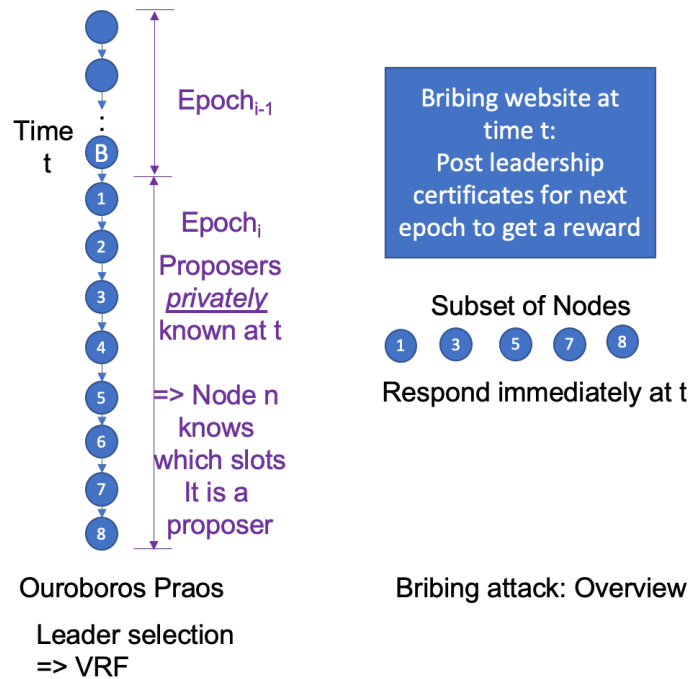 Time
t
⋮
B
1
2
3
4
5
6
7
8
Epochᵢ₋₁
Epochᵢ
Proposers
privately
known at t
=> Node n
knows
which slots
It is a
proposer
Ouroboros Praos
Leader selection
=> VRF
Bribing website at
time t:
Post leadership
certificates for next
epoch to get a reward
Subset of Nodes
1 3 5 7 8
Respond immediately at t
Bribing attack: Overview